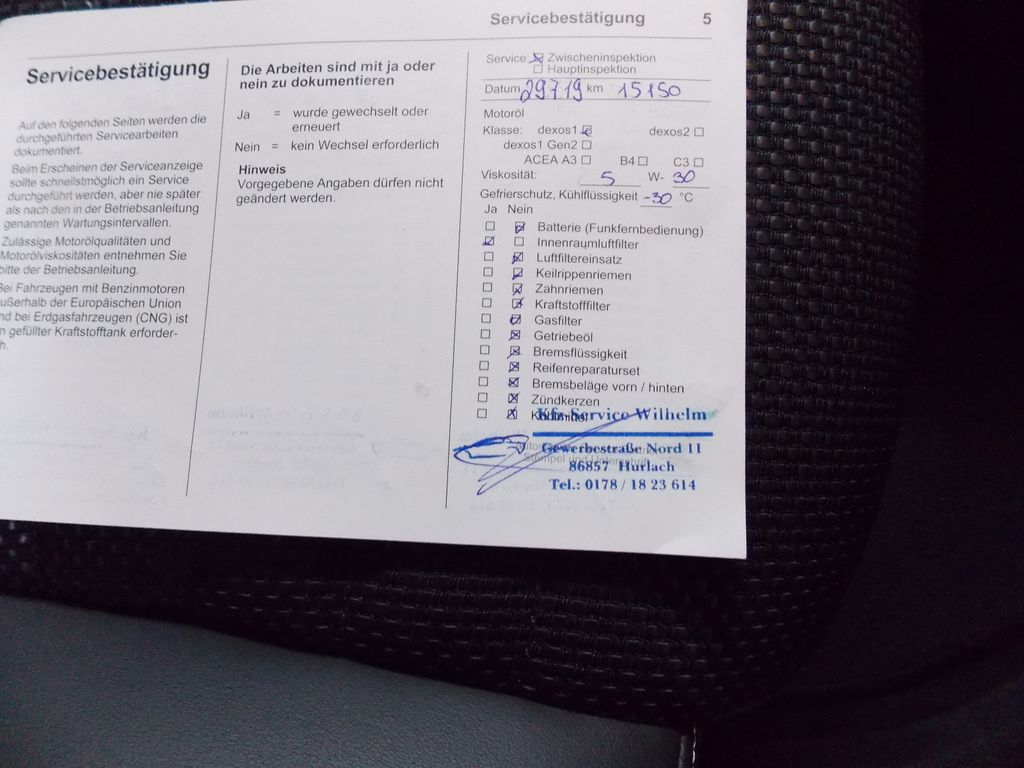 Servicebestätigung 5
Servicebestätigung
Auf den folgenden Seiten werden die
durchgeführten Servicearbeiten
dokumentiert.
Beim Erscheinen der Serviceanzeige
sollte schnellstmöglich ein Service
durchgeführt werden, aber nie später
als nach den in der Betriebsanleitung
genannten Wartungsintervallen.
Zulässige Motorölqualitäten und
Motorölviskositäten entnehmen Sie
bitte der Betriebsanleitung.
Bei Fahrzeugen mit Benzinmotoren
ußerhalb der Europäischen Union
nd bei Erdgasfahrzeugen (CNG) ist
n gefüllter Kraftstofftank erforder-
h.
Die Arbeiten sind mit ja oder
nein zu dokumentieren
Ja = wurde gewechselt oder
erneuert
Nein = kein Wechsel erforderlich
Hinweis
Vorgegebene Angaben dürfen nicht
geändert werden.
Service: Zwischeninspektion
Hauptinspektion
Datum 29719 km 15150
Motoröl
Klasse: dexos1 dexos2
dexos1 Gen2
ACEA A3 B4 C3
Viskosität: 5 W- 30
Gefrierschutz, Kühlflüssigkeit -30 °C
Ja Nein
Batterie (Funkfernbedienung)
Innenraumluftfilter
Luftfiltereinsatz
Keilrippenriemen
Zahnriemen
Kraftstofffilter
Gasfilter
Getriebeöl
Bremsflüssigkeit
Reifenreparaturset
Bremsbeläge vorn / hinten
Zündkerzen
Kfz-Service Wilhelm
Gewerbestraße Nord 11
Stempel und Unterschrift
86857 Hurlach
Tel.: 0178 / 18 23 614